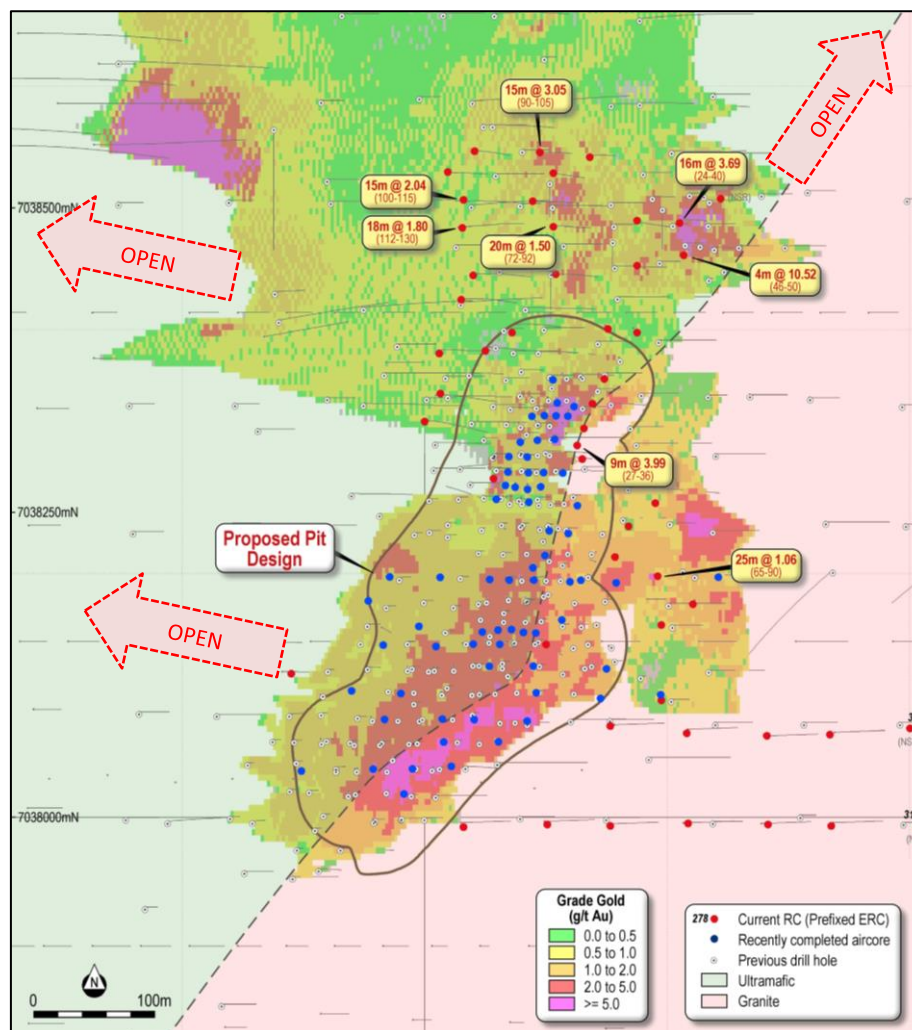 15m @ 3.05
(90-105)
OPEN
16m @ 3.69
(24-40)
15m @ 2.04
(100-115)
(NSR)
7038500mN
18m @ 1.80
(112-130)
20m @ 1.50
(72-92)
OPEN
4m @ 10.52
(46-50)
9m @ 3.99
(27-36)
7038250mN
Proposed Pit
Design
25m @ 1.06
(65-90)
OPEN
(NS
7038000mN
31
Grade Gold
(g/t Au)
0.0 to 0.5
0.5 to 1.0
1.0 to 2.0
2.0 to 5.0
>= 5.0
278 Current RC (Prefixed ERC)
Recently completed aircore
Previous drill hole
Ultramafic
Granite
N
0 100m